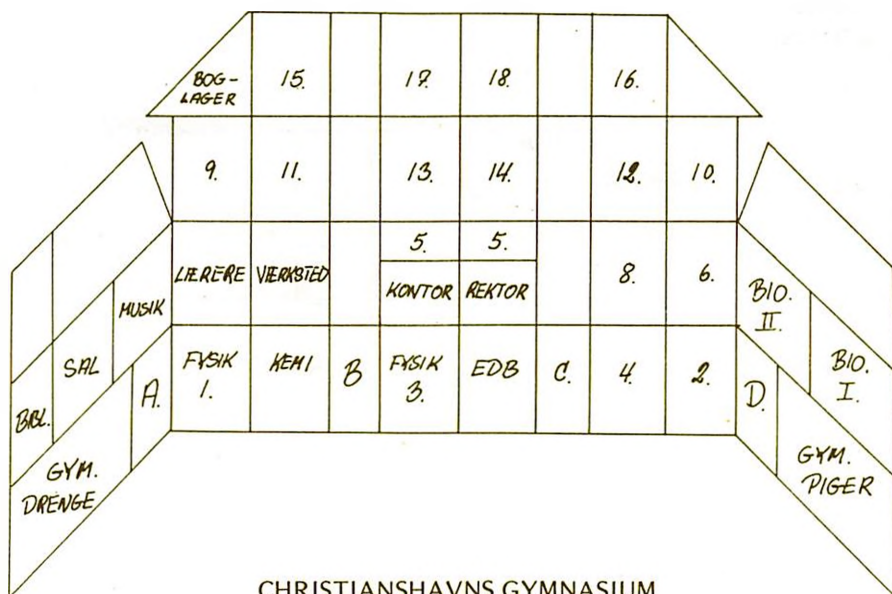 BOG-
LAGER
15.
17.
18.
16.
9.
11.
13.
14.
12.
10.
5.
5.
LÆRERE
VÆRKSTED
KONTOR
REKTOR
8.
6.
MUSIK
SAL
BIBL.
BIO.
II.
BIO.
I.
A.
FYSIK
1.
KEMI
B
FYSIK
3.
EDB
C.
4.
2.
D.
GYM.
DRENGE
GYM.
PIGER
CHRISTIANSHAVNS GYMNASIUM